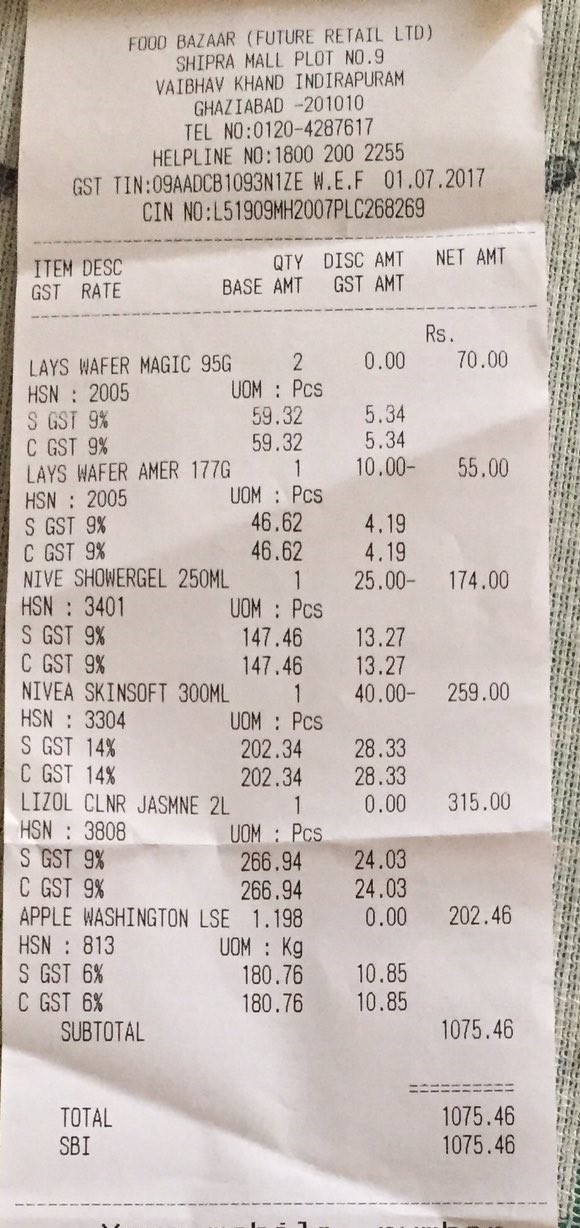 FOOD BAZAAR (FUTURE RETAIL LTD)
SHIPRA MALL PLOT NO.9
VAIBHAV KHAND INDIRAPURAM
GHAZIABAD -201010
TEL NO:0120-4287617
HELPLINE NO:1800 200 2255
GST TIN:09AADCB1093N1ZE W.E.F 01.07.2017
CIN NO:L51909MH2007PLC268269
ITEM DESC QTY DISC AMT NET AMT
GST RATE BASE AMT GST AMT
Rs.
LAYS WAFER MAGIC 95G 2 0.00 70.00
HSN : 2005 UOM : Pcs
S GST 9% 59.32 5.34
C GST 9% 59.32 5.34
LAYS WAFER AMER 177G 1 10.00- 55.00
HSN : 2005 UOM : Pcs
S GST 9% 46.62 4.19
C GST 9% 46.62 4.19
NIVE SHOWERGEL 250ML 1 25.00- 174.00
HSN : 3401 UOM : Pcs
S GST 9% 147.46 13.27
C GST 9% 147.46 13.27
NIVEA SKINSOFT 300ML 1 40.00- 259.00
HSN : 3304 UOM : Pcs
S GST 14% 202.34 28.33
C GST 14% 202.34 28.33
LIZOL CLNR JASMNE 2L 1 0.00 315.00
HSN : 3808 UOM : Pcs
S GST 9% 266.94 24.03
C GST 9% 266.94 24.03
APPLE WASHINGTON LSE 1.198 0.00 202.46
HSN : 813 UOM : Kg
S GST 6% 180.76 10.85
C GST 6% 180.76 10.85
SUBTOTAL 1075.46
==========
TOTAL 1075.46
SBI 1075.46